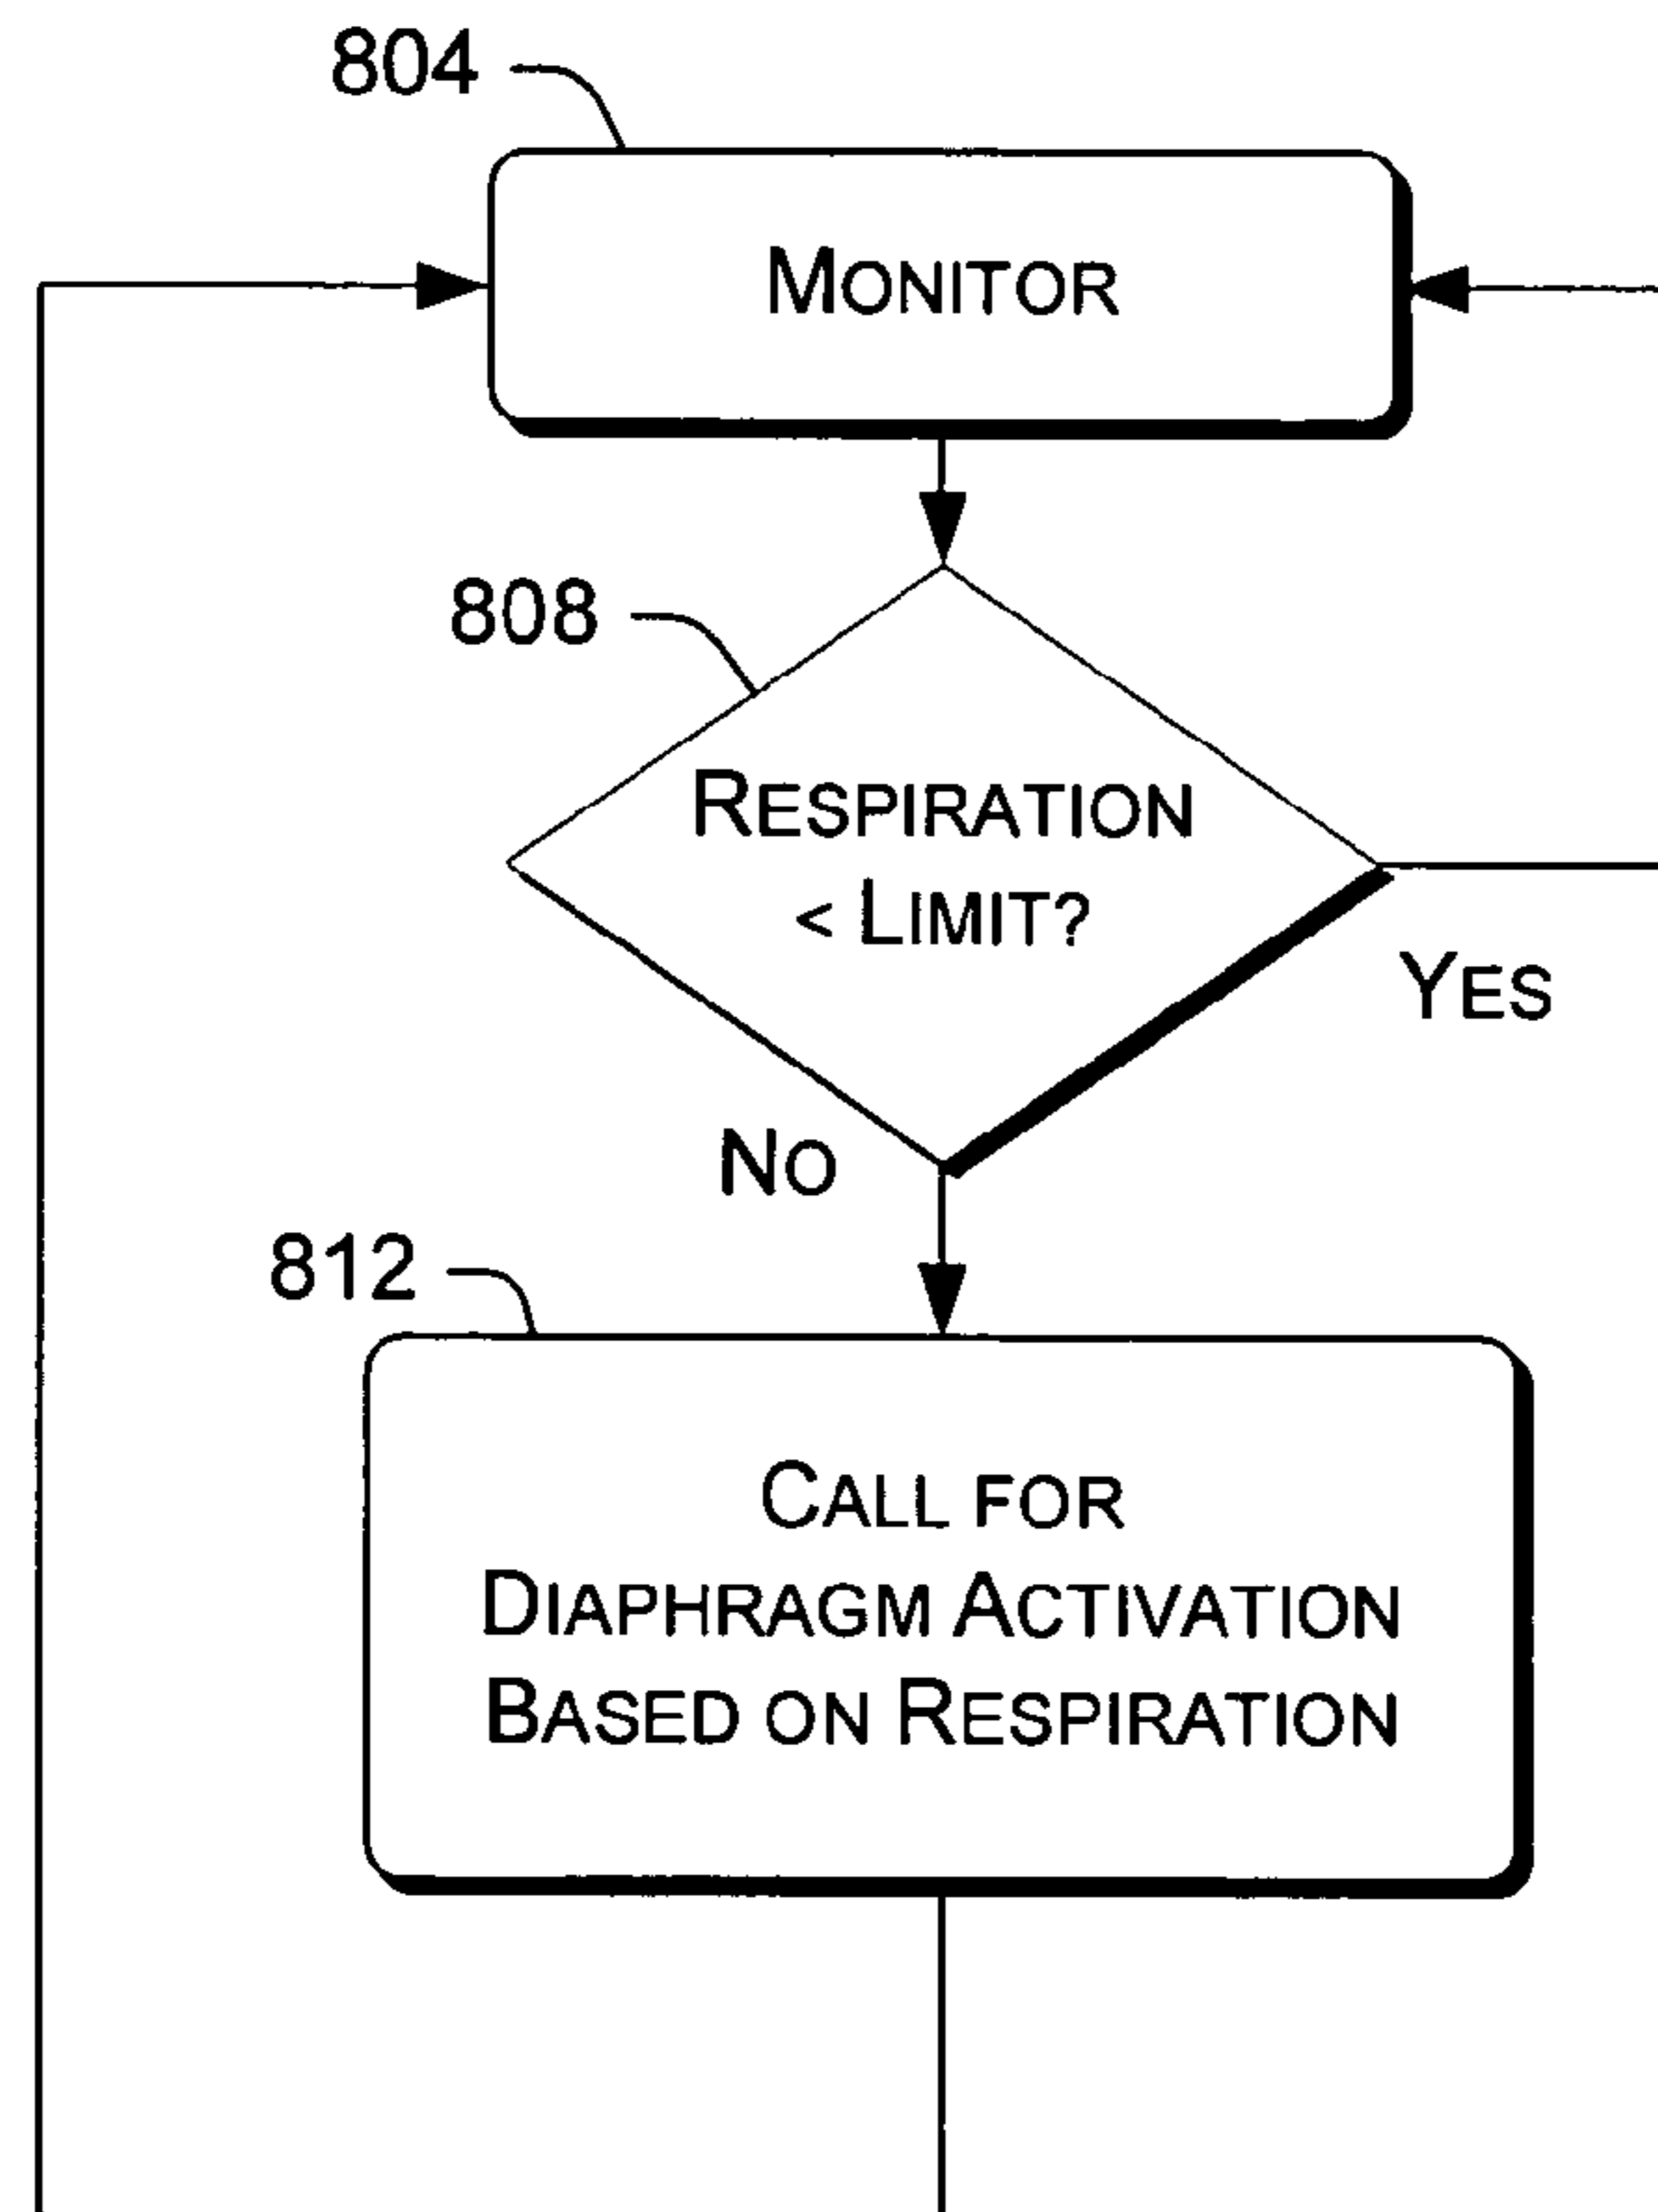 804
MONITOR
808
RESPIRATION
< LIMIT?
YES
NO
812
CALL FOR
DIAPHRAGM ACTIVATION
BASED ON RESPIRATION